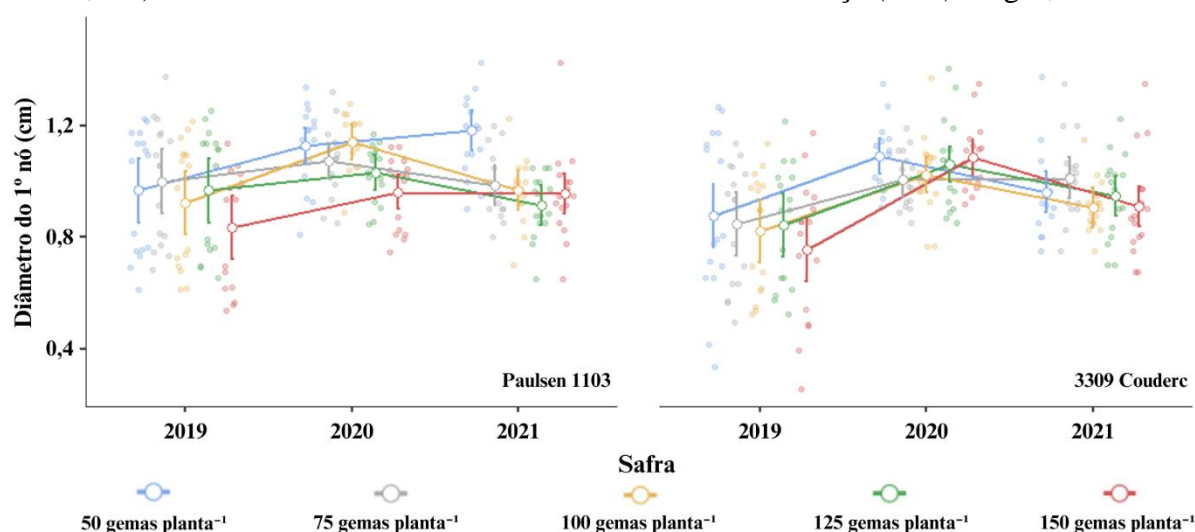 Diâmetro do 1º nó (cm)
1,2
0,8
0,4
Paulsen 1103
3309 Couderc
2019 2020 2021 2019 2020 2021
Safra
50 gemas planta⁻¹ 75 gemas planta⁻¹ 100 gemas planta⁻¹ 125 gemas planta⁻¹ 150 gemas planta⁻¹